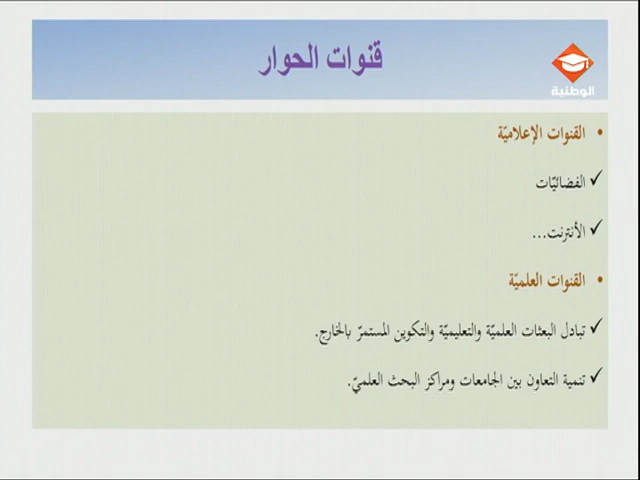 قنوات الحوار
الوطنية
• القنوات الإعلاميّة
✓ الفضائيّات
✓ الأنترنت...
• القنوات العلميّة
✓ تبادل البعثات العلميّة والتعليميّة والتكوين المستمرّ بالخارج.
✓ تنمية التعاون بين الجامعات ومراكز البحث العلميّ.